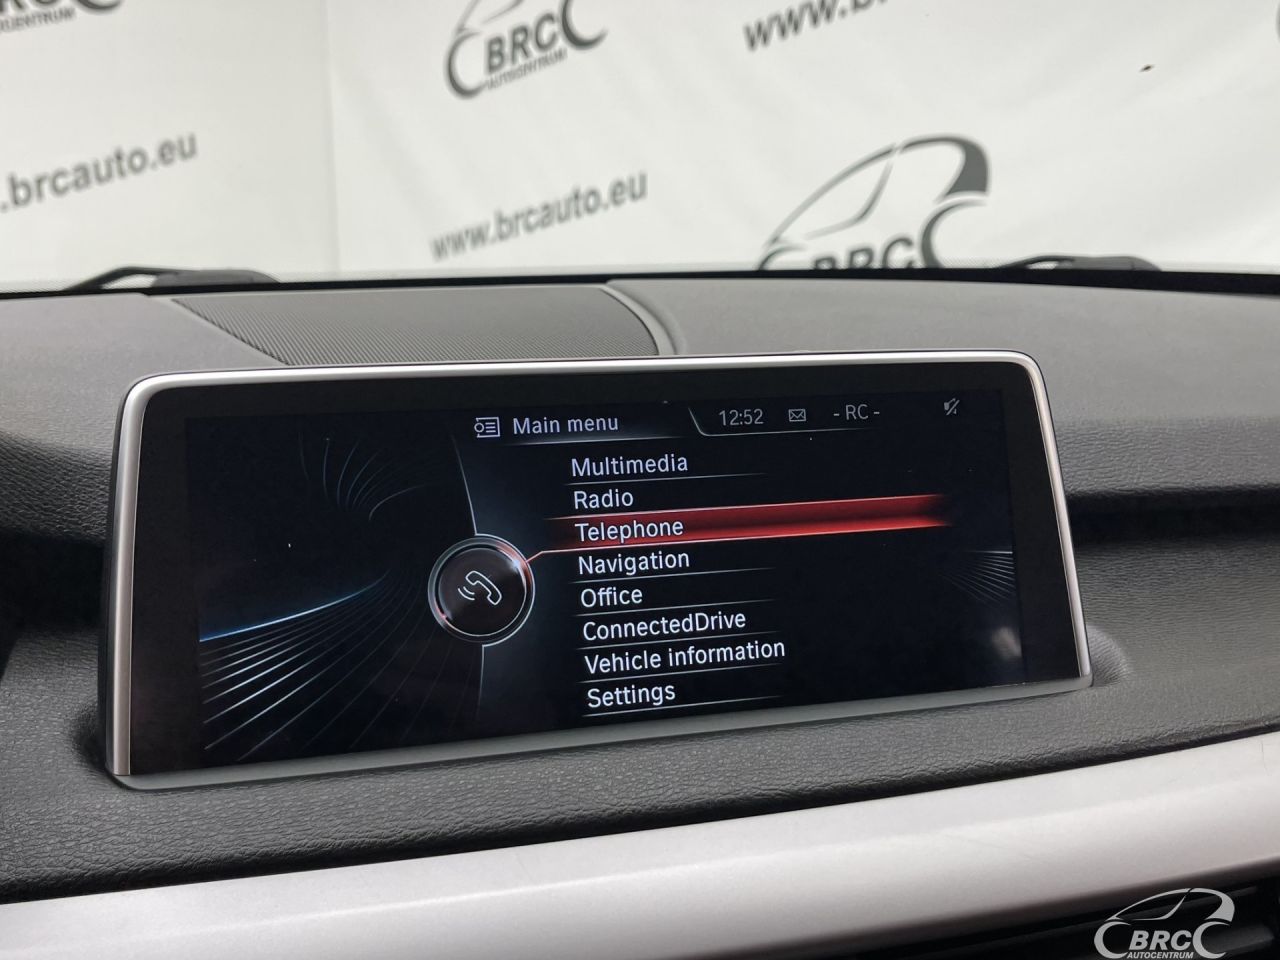 BRC
AUTOCENTRUM
www.brcauto.eu
www.brcauto.eu
BRC
Main menu
12:52
- RC -
Multimedia
Radio
Telephone
Navigation
Office
ConnectedDrive
Vehicle information
Settings
BRC
AUTOCENTRUM